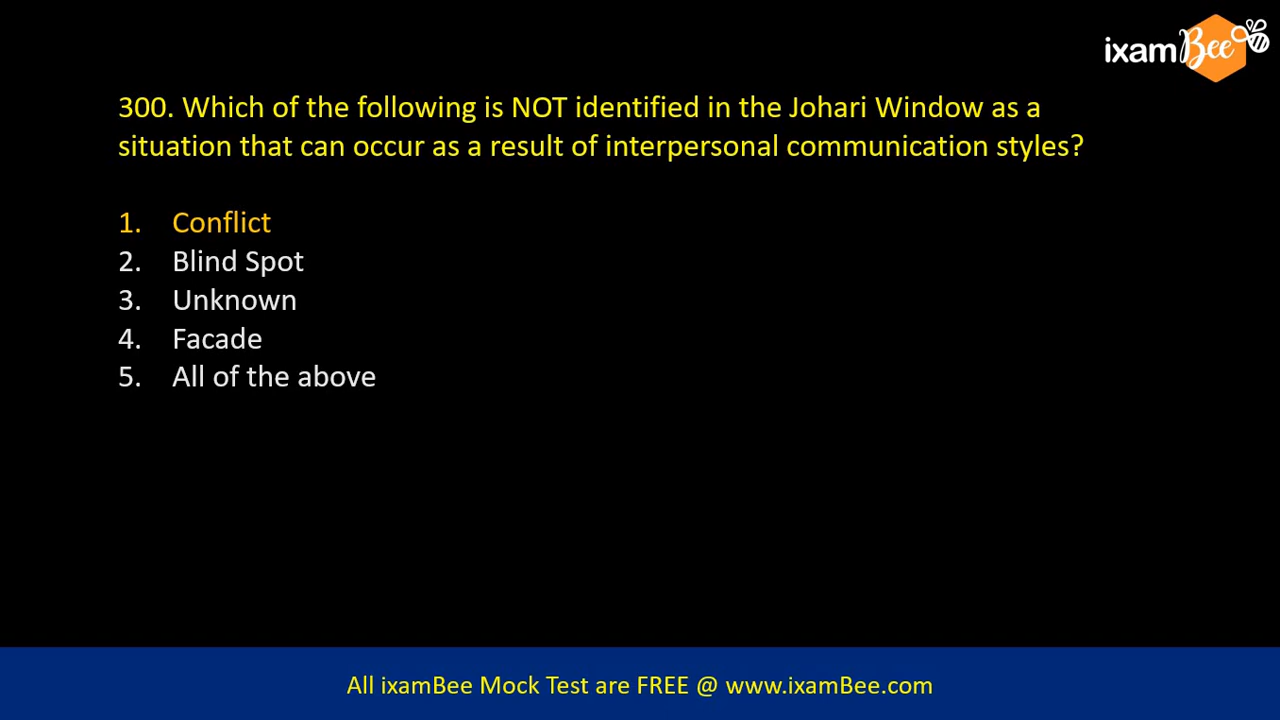 ixamBee
300. Which of the following is NOT identified in the Johari Window as a
situation that can occur as a result of interpersonal communication styles?
1. Conflict
2. Blind Spot
3. Unknown
4. Facade
5. All of the above
All ixamBee Mock Test are FREE @ www.ixamBee.com